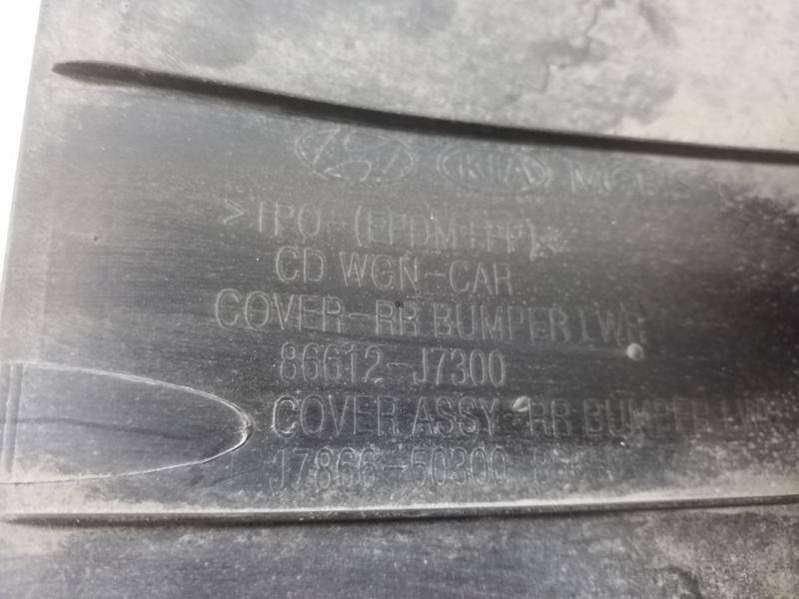 KIA MOBIS
>TPO (EPDM+PP)<
CD WGN-CAR
COVER-RR BUMPER LWR
86612-J7300
COVER ASSY-RR BUMPER LWR
J7866-50300